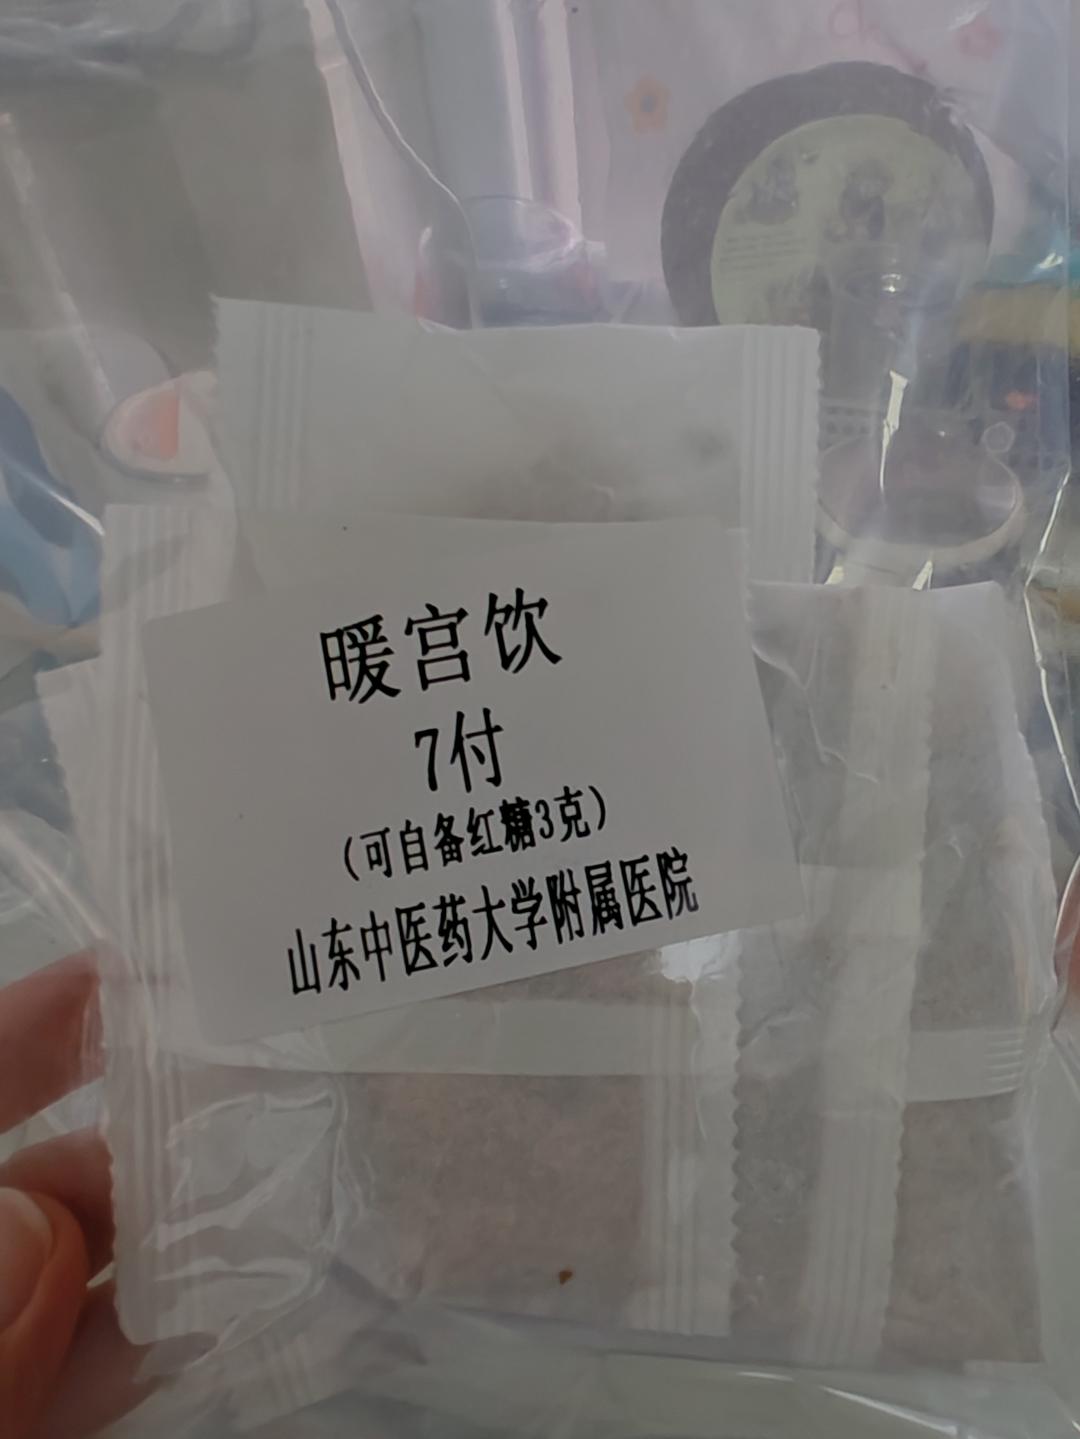 暖宫饮
7付
(可自备红糖3克)
山东中医药大学附属医院